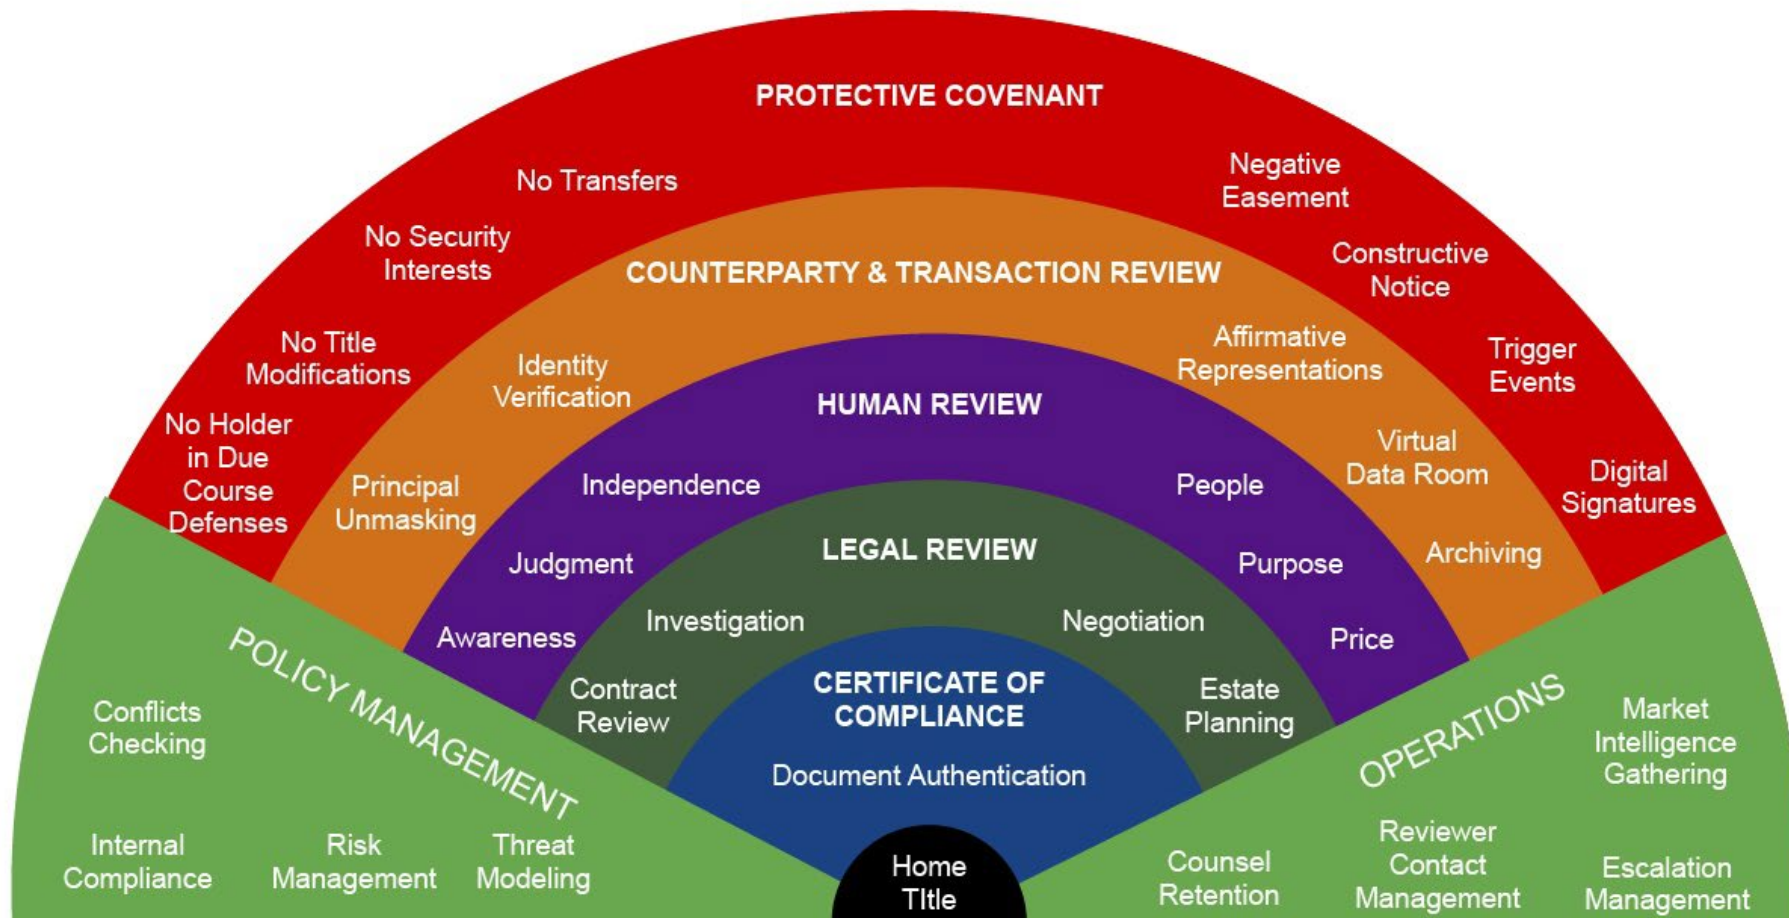 PROTECTIVE COVENANT
No Transfers
No Security
Interests
No Title
Modifications
No Holder
in Due
Course
Defenses
Negative
Easement
Constructive
Notice
Trigger
Events
Digital
Signatures
COUNTERPARTY & TRANSACTION REVIEW
Identity
Verification
Principal
Unmasking
Affirmative
Representations
Virtual
Data Room
Archiving
HUMAN REVIEW
Independence
Judgment
Awareness
People
Purpose
Price
LEGAL REVIEW
Investigation
Contract
Review
Negotiation
Estate
Planning
CERTIFICATE OF
COMPLIANCE
Document Authentication
Home
TItle
POLICY MANAGEMENT
Conflicts
Checking
Internal
Compliance
Risk
Management
Threat
Modeling
OPERATIONS
Market
Intelligence
Gathering
Counsel
Retention
Reviewer
Contact
Management
Escalation
Management